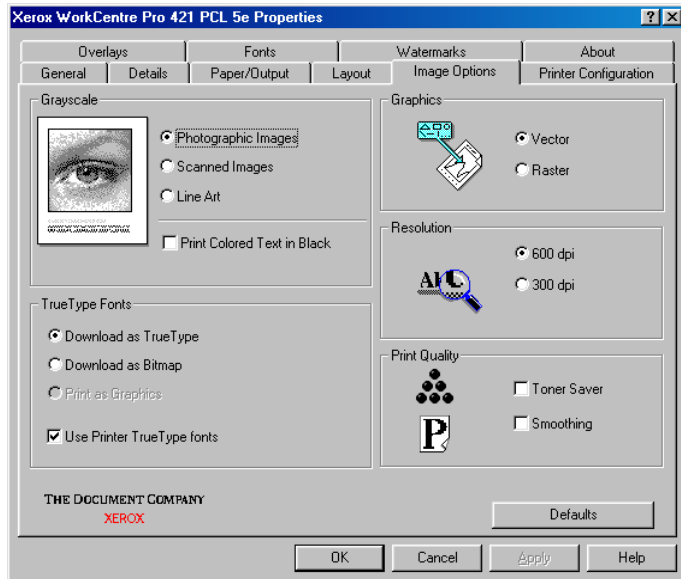 Xerox WorkCentre Pro 421 PCL 5e Properties
Overlays Fonts Watermarks About
General Details Paper/Output Layout Image Options Printer Configuration
Grayscale
Photographic Images
Scanned Images
Line Art
Print Colored Text in Black
Graphics
Vector
Raster
Resolution
600 dpi
300 dpi
TrueType Fonts
Download as TrueType
Download as Bitmap
Print as Graphics
Use Printer TrueType fonts
Print Quality
Toner Saver
Smoothing
THE DOCUMENT COMPANY
XEROX
Defaults
OK Cancel Apply Help